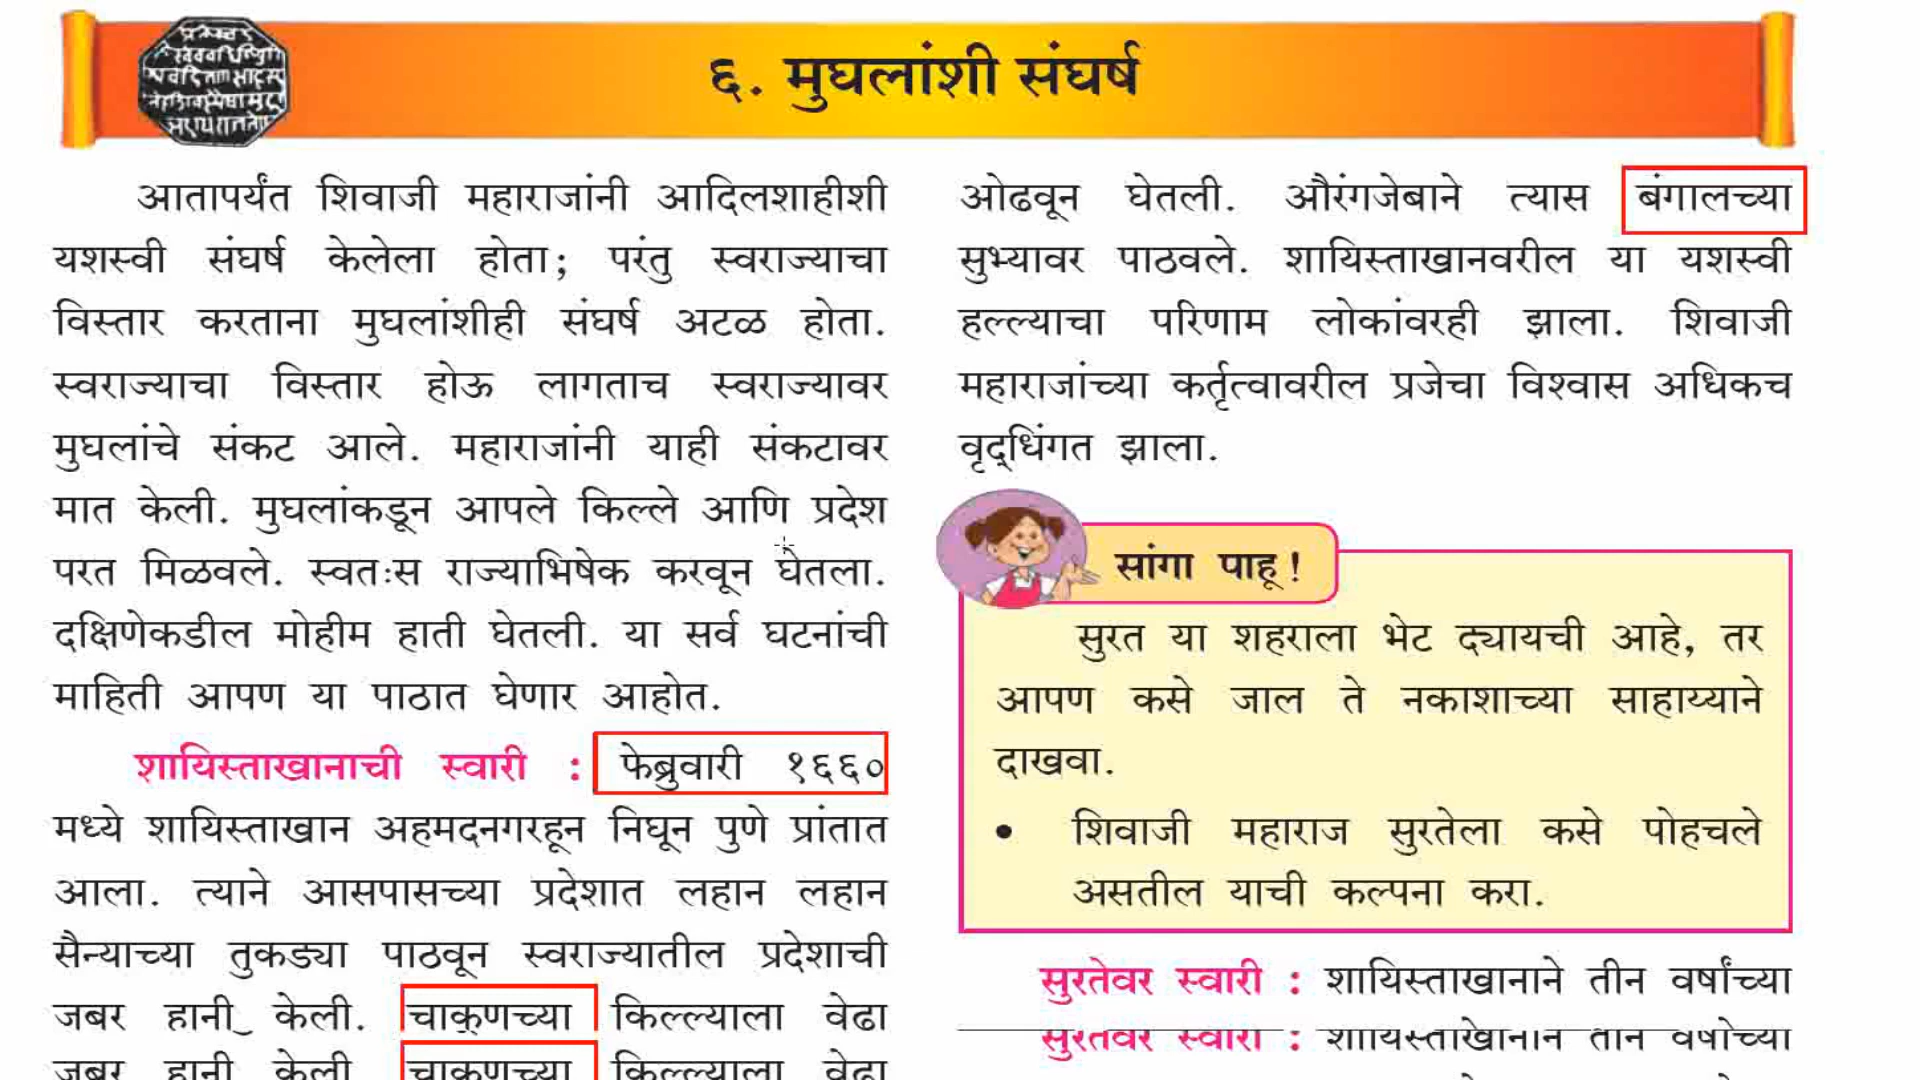 ६. मुघलांशी संघर्ष
आतापर्यंत शिवाजी महाराजांनी आदिलशाहीशी
यशस्वी संघर्ष केलेला होता; परंतु स्वराज्याचा
विस्तार करताना मुघलांशीही संघर्ष अटळ होता.
स्वराज्याचा विस्तार होऊ लागताच स्वराज्यावर
मुघलांचे संकट आले. महाराजांनी याही संकटावर
मात केली. मुघलांकडून आपले किल्ले आणि प्रदेश
परत मिळवले. स्वतःस राज्याभिषेक करवून घेतला.
दक्षिणेकडील मोहीम हाती घेतली. या सर्व घटनांची
माहिती आपण या पाठात घेणार आहोत.
शायिस्ताखानाची स्वारी : फेब्रुवारी १६६०
मध्ये शायिस्ताखान अहमदनगरहून निघून पुणे प्रांतात
आला. त्याने आसपासच्या प्रदेशात लहान लहान
सैन्याच्या तुकड्या पाठवून स्वराज्यातील प्रदेशाची
जबर हानी केली. चाकणच्या किल्ल्याला वेढा
जबर हानी केली चाकणच्या किल्ल्याला वेढा
ओढवून घेतली. औरंगजेबाने त्यास बंगालच्या
सुभ्यावर पाठवले. शायिस्ताखानवरील या यशस्वी
हल्ल्याचा परिणाम लोकांवरही झाला. शिवाजी
महाराजांच्या कर्तृत्वावरील प्रजेचा विश्वास अधिकच
वृद्‌धिंगत झाला.
सांगा पाहू!
सुरत या शहराला भेट द्यायची आहे, तर
आपण कसे जाल ते नकाशाच्या साहाय्याने
दाखवा.
• शिवाजी महाराज सुरतेला कसे पोहचले
असतील याची कल्पना करा.
सुरतेवर स्वारी : शायिस्ताखानाने तीन वर्षांच्या
सुरतेवर स्वारी : शायिस्ताखानाने तीन वर्षांच्या